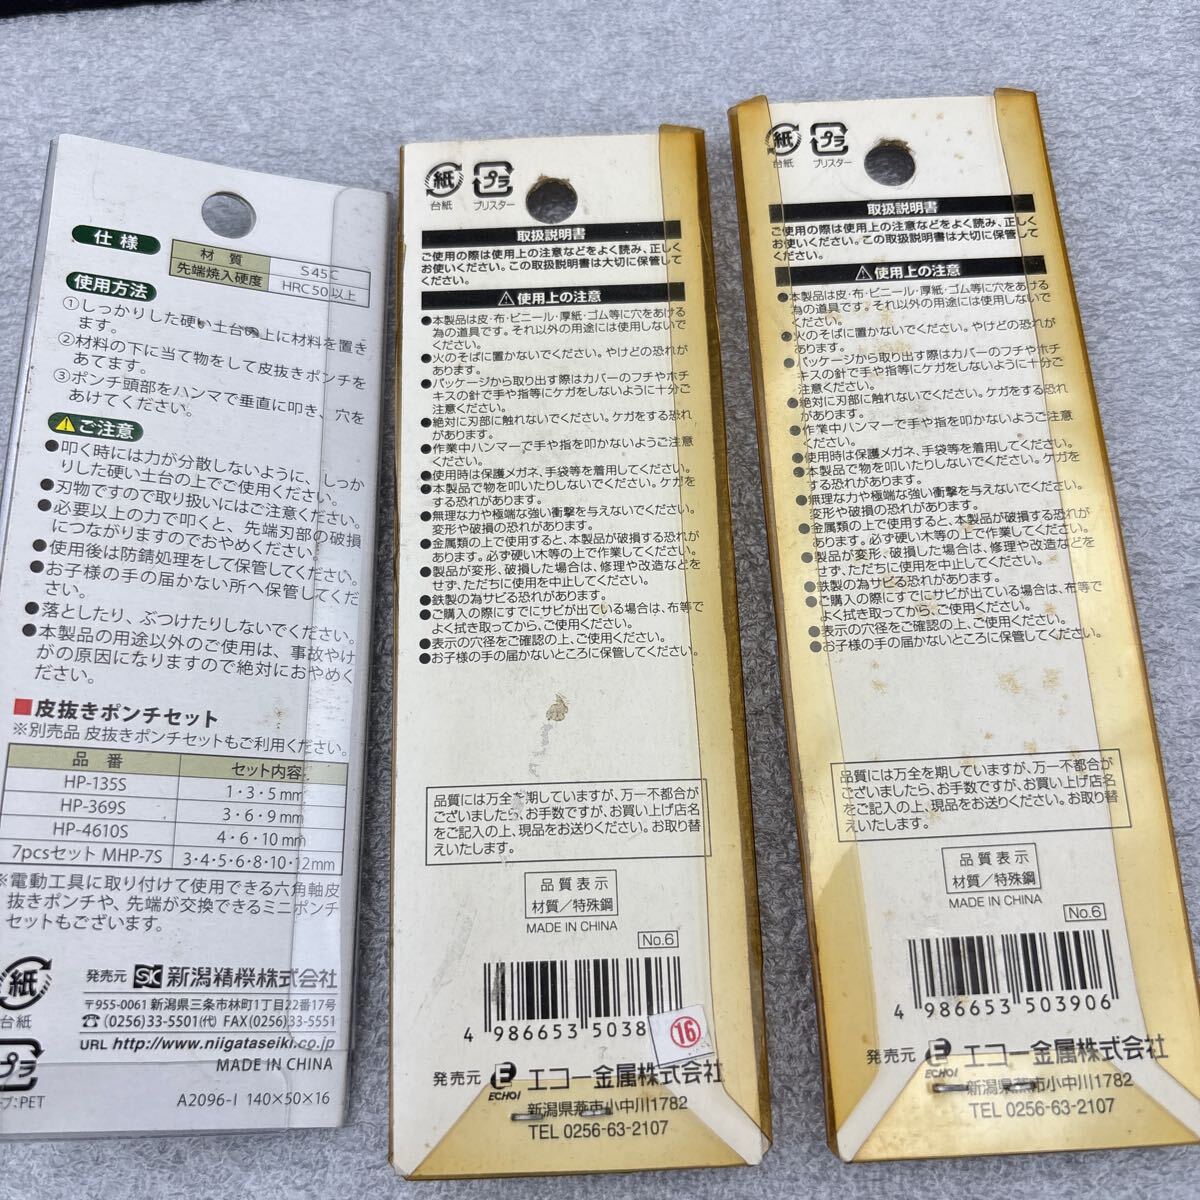 仕様
材質 S45C
先端焼入硬度 HRC50以上
使用方法
①しっかりした硬い土台の上に材料を置き
ます。
②材料の下に当て物をして皮抜きポンチを
あてます。
③ポンチ頭部をハンマで垂直に叩き、穴を
あけてください。
ご注意
●叩く時には力が分散しないように、しっか
りした硬い土台の上でご使用ください。
●刃物ですので取り扱いにはご注意ください。
●必要以上の力で叩くと、先端刃部の破損
につながりますのでおやめください。
●使用後は防錆処理をして保管してください。
●お子様の手の届かない所へ保管してくだ
さい。
●落としたり、ぶつけたりしないでください。
●本製品の用途以外のご使用は、事故やけ
がの原因になりますので絶対におやめく
ださい。
■皮抜きポンチセット
※別売品 皮抜きポンチセットもご利用ください。
品番 セット内容
HP-135S 1・3・5mm
HP-369S 3・6・9mm
HP-4610S 4・6・10mm
7pcsセット MHP-7S 3・4・5・6・8・10・12mm
※電動工具に取り付けて使用できる六角軸皮
抜きポンチや、先端が交換できるミニポンチ
セットもございます。
紙
台紙
プラ
プ:PET
発売元 SK 新潟精機株式会社
〒955-0061 新潟県三条市林町1丁目22番17号
☎(0256)33-5501(代) FAX(0256)33-5551
URL http://www.niigataseiki.co.jp
MADE IN CHINA
A2096-I 140×50×16
紙 プラ
台紙 ブリスター
取扱説明書
ご使用の際は使用上の注意などをよく読み、正しく
お使いください。この取扱説明書は大切に保管して
ください。
⚠使用上の注意
●本製品は皮・布・ビニール・厚紙・ゴム等に穴をあける
為の道具です。それ以外の用途には使用しないで
ください。
●火のそばに置かないでください。やけどの恐れが
あります。
●パッケージから取り出す際はカバーのフチやホチ
キスの針で手や指等にケガをしないように十分ご
注意ください。
●絶対に刃部に触れないでください。ケガをする恐れ
があります。
●作業中ハンマーで手や指を叩かないようご注意
ください。
●使用時は保護メガネ、手袋等を着用してください。
●本製品で物を叩いたりしないでください。ケガを
する恐れがあります。
●無理な力や極端な強い衝撃を与えないでください。
変形や破損の恐れがあります。
●金属類の上で使用すると、本製品が破損する恐れが
あります。必ず硬い木等の上で作業してください。
●製品が変形、破損した場合は、修理や改造などを
せず、ただちに使用を中止してください。
●鉄製の為サビる恐れがあります。
●ご購入の際にすでにサビが出ている場合は、布等で
よく拭き取ってから、ご使用ください。
●表示の穴径をご確認の上、ご使用ください。
●お子様の手の届かないところに保管してください。
品質には万全を期していますが、万一不都合が
ございましたら、お手数ですが、お買い上げ店名
をご記入の上、現品をお送りください。お取り替
えいたします。
品質表示
材質/特殊鋼
MADE IN CHINA
No.6
4 986653 5038
⑯
発売元 ECHO! エコー金属株式会社
新潟県燕市小中川1782
TEL 0256-63-2107
紙 プラ
台紙 ブリスター
取扱説明書
ご使用の際は使用上の注意などをよく読み、正しく
お使いください。この取扱説明書は大切に保管して
ください。
⚠使用上の注意
●本製品は皮・布・ビニール・厚紙・ゴム等に穴をあける
為の道具です。それ以外の用途には使用しないで
ください。
●火のそばに置かないでください。やけどの恐れが
あります。
●パッケージから取り出す際はカバーのフチやホチ
キスの針で手や指等にケガをしないように十分ご
注意ください。
●絶対に刃部に触れないでください。ケガをする恐れ
があります。
●作業中ハンマーで手や指を叩かないようご注意
ください。
●使用時は保護メガネ、手袋等を着用してください。
●本製品で物を叩いたりしないでください。ケガを
する恐れがあります。
●無理な力や極端な強い衝撃を与えないでください。
変形や破損の恐れがあります。
●金属類の上で使用すると、本製品が破損する恐れが
あります。必ず硬い木等の上で作業してください。
●製品が変形、破損した場合は、修理や改造などを
せず、ただちに使用を中止してください。
●鉄製の為サビる恐れがあります。
●ご購入の際にすでにサビが出ている場合は、布等で
よく拭き取ってから、ご使用ください。
●表示の穴径をご確認の上、ご使用ください。
●お子様の手の届かないところに保管してください。
品質には万全を期していますが、万一不都合が
ございましたら、お手数ですが、お買い上げ店名
をご記入の上、現品をお送りください。お取り替え
いたします。
品質表示
材質/特殊鋼
MADE IN CHINA
No.6
4 986653 503906
発売元 ECHO! エコー金属株式会社
新潟県燕市小中川1782
TEL 0256-63-2107